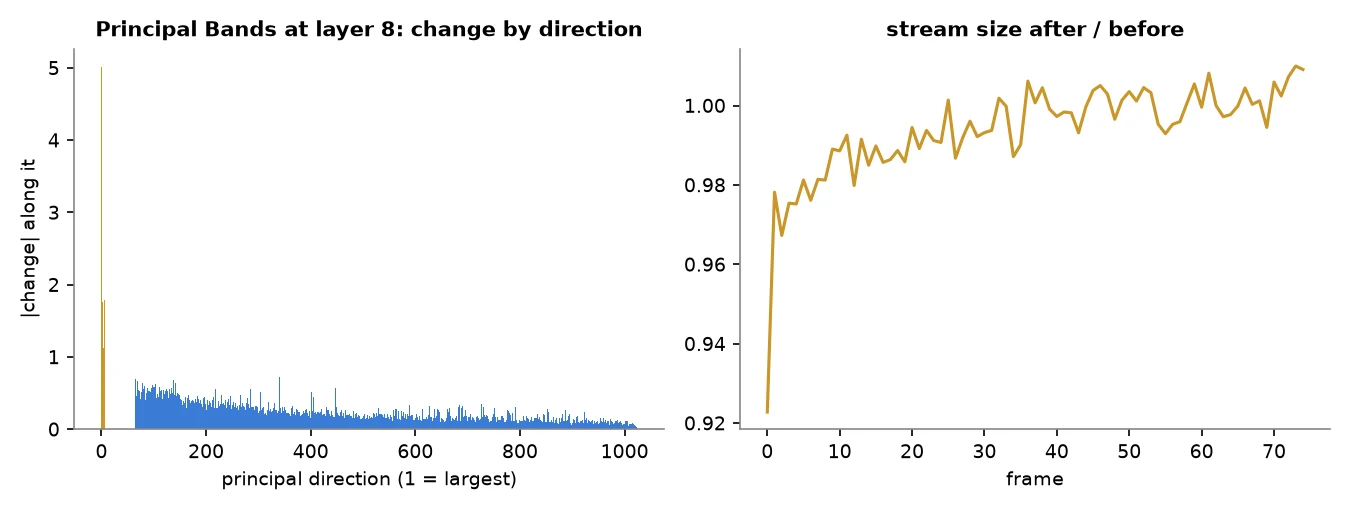 Principal Bands at layer 8: change by direction
|change| along it
5
4
3
2
1
0
0 200 400 600 800 1000
principal direction (1 = largest)
stream size after / before
1.00
0.98
0.96
0.94
0.92
0 10 20 30 40 50 60 70
frame